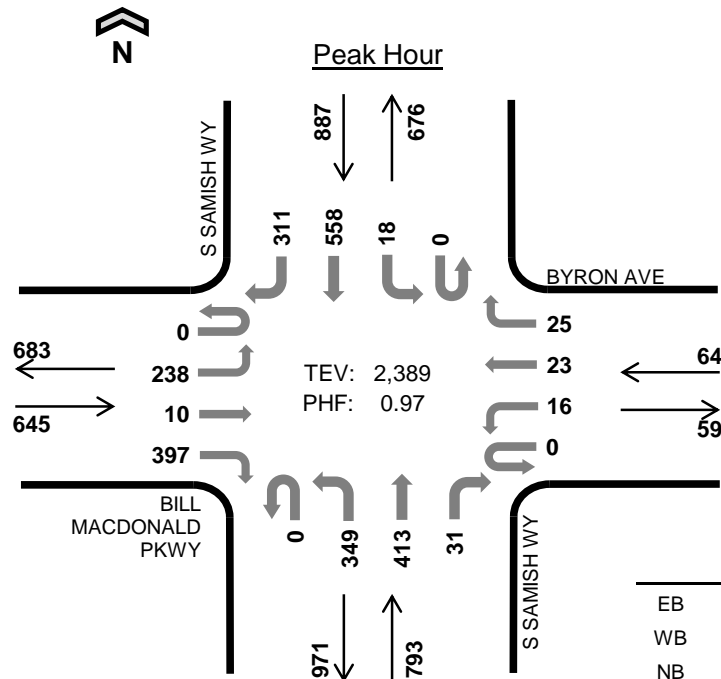 N
Peak Hour
887
676
S SAMISH WY
311
558
18
0
BYRON AVE
0
25
683
238
TEV: 2,389
23
64
645
10
PHF: 0.97
16
59
397
0
BILL
MACDONALD
PKWY
0
349
413
31
S SAMISH WY
971
793
EB
WB
NB